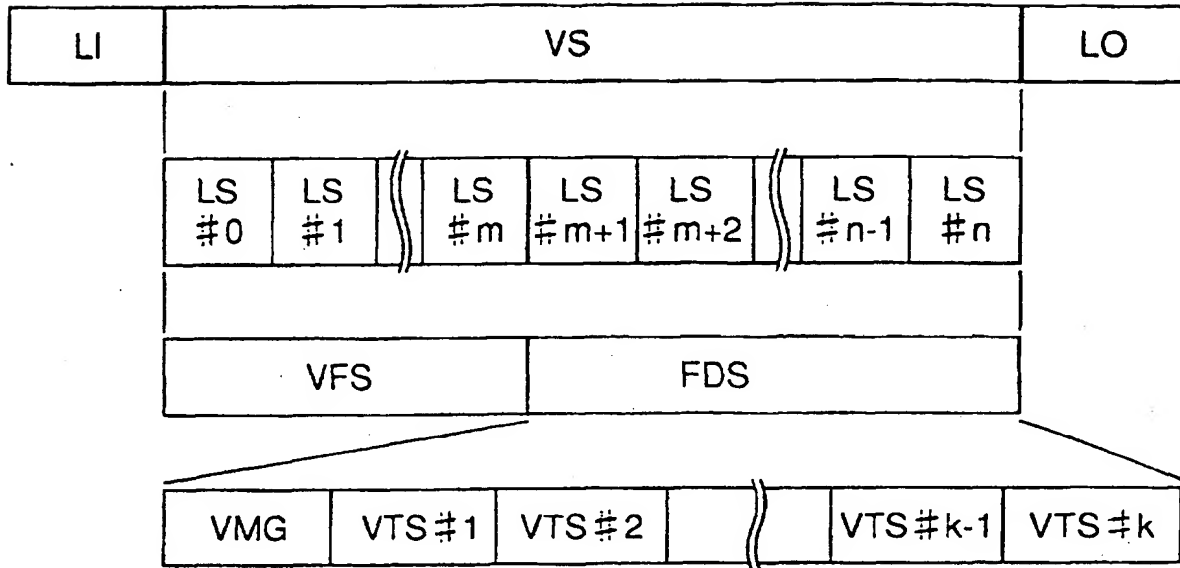 LI VS LO
LS LS LS LS LS LS LS
#0 #1 #m #m+1 #m+2 #n-1 #n
VFS FDS
VMG VTS#1 VTS#2 VTS#k-1 VTS#k